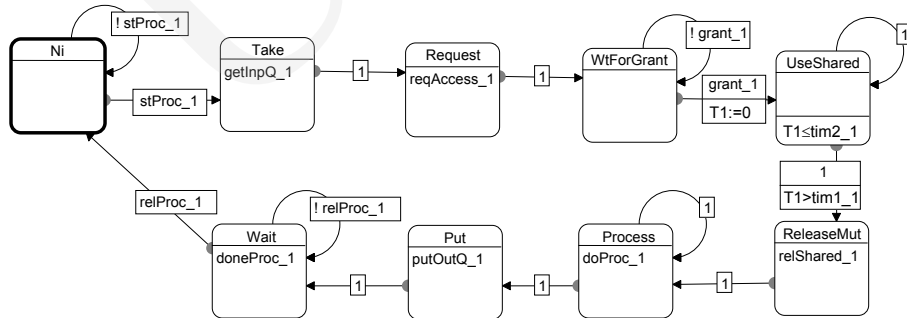 ! stProc_1
Ni
stProc_1
Take
getInpQ_1
1
Request
reqAccess_1
1
! grant_1
WtForGrant
grant_1
T1:=0
1
UseShared
T1≤tim2_1
1
T1>tim1_1
ReleaseMut
relShared_1
1
1
Process
doProc_1
1
Put
putOutQ_1
1
! relProc_1
Wait
doneProc_1
relProc_1